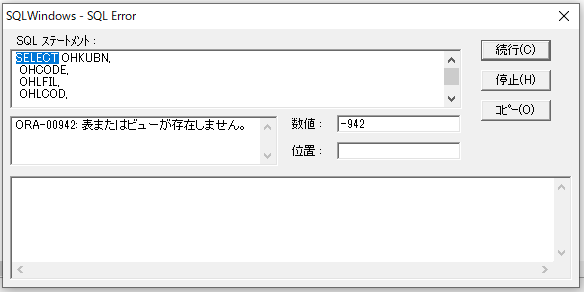 SQLWindows - SQL Error
SQL ステートメント：
SELECT OHKUBN,
OHCODE,
OHLFIL,
OHLCOD,
続行(C)
停止(H)
コピー(O)
ORA-00942: 表またはビューが存在しません。
数値： -942
位置：